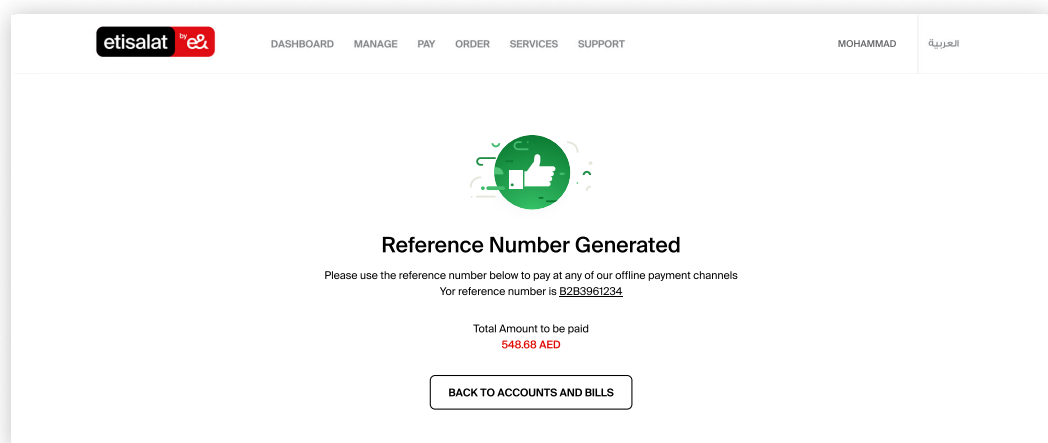 etisalat by e&
DASHBOARD MANAGE PAY ORDER SERVICES SUPPORT
MOHAMMAD
العربية
Reference Number Generated
Please use the reference number below to pay at any of our offline payment channels
Yor reference number is B2B3961234
Total Amount to be paid
548.68 AED
BACK TO ACCOUNTS AND BILLS